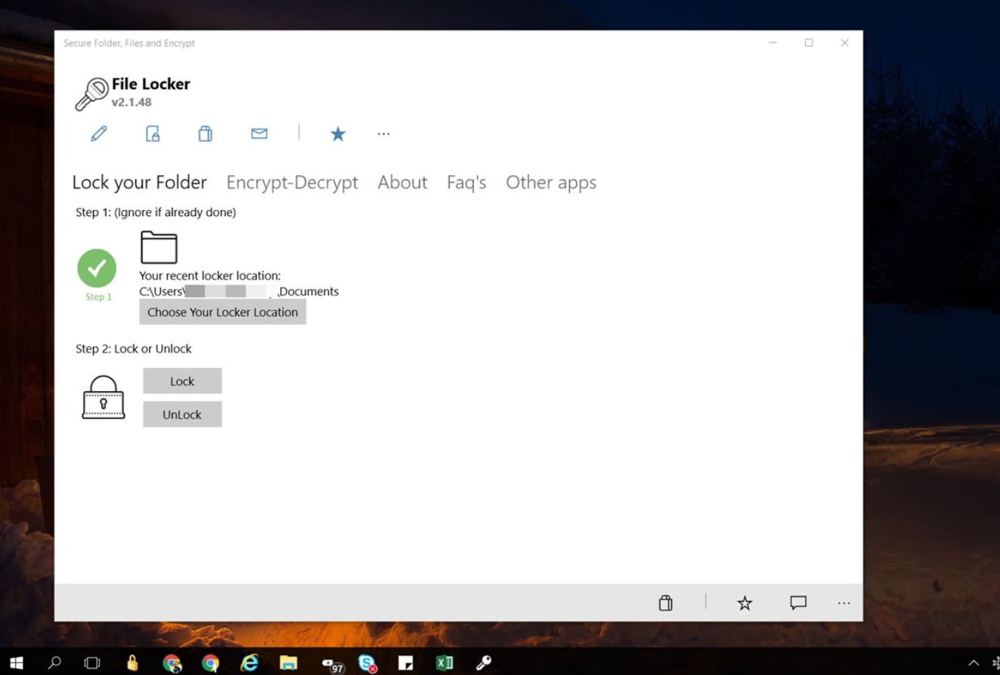 Secure Folder, Files and Encrypt
File Locker
v2.1.48
Lock your Folder Encrypt-Decrypt About Faq's Other apps
Step 1: (Ignore if already done)
Step 1
Your recent locker location:
C:\Users\ \Documents
Choose Your Locker Location
Step 2: Lock or Unlock
Lock
UnLock
97